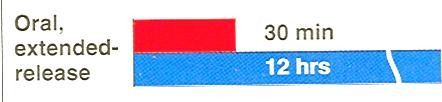 Oral,
extended-
release
30 min
12 hrs